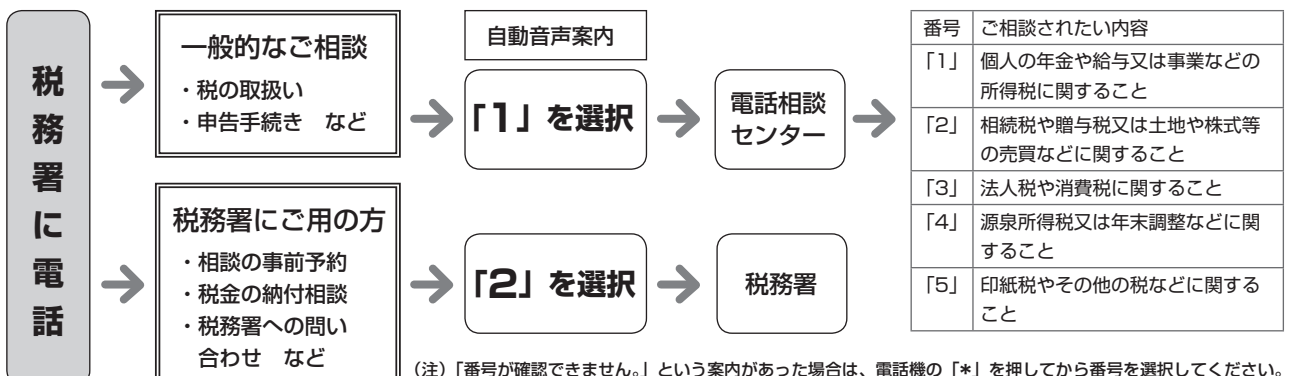 税務署に電話
一般的なご相談
・税の取扱い
・申告手続き　など
自動音声案内
「1」を選択
電話相談
センター
番号　ご相談されたい内容
「1」　個人の年金や給与又は事業などの
所得税に関すること
「2」　相続税や贈与税又は土地や株式等
の売買などに関すること
「3」　法人税や消費税に関すること
「4」　源泉所得税又は年末調整などに関
すること
「5」　印紙税やその他の税などに関する
こと
税務署にご用の方
・相談の事前予約
・税金の納付相談
・税務署への問い
合わせ　など
「2」を選択
税務署
（注）「番号が確認できません。」という案内があった場合は、電話機の「*」を押してから番号を選択してください。